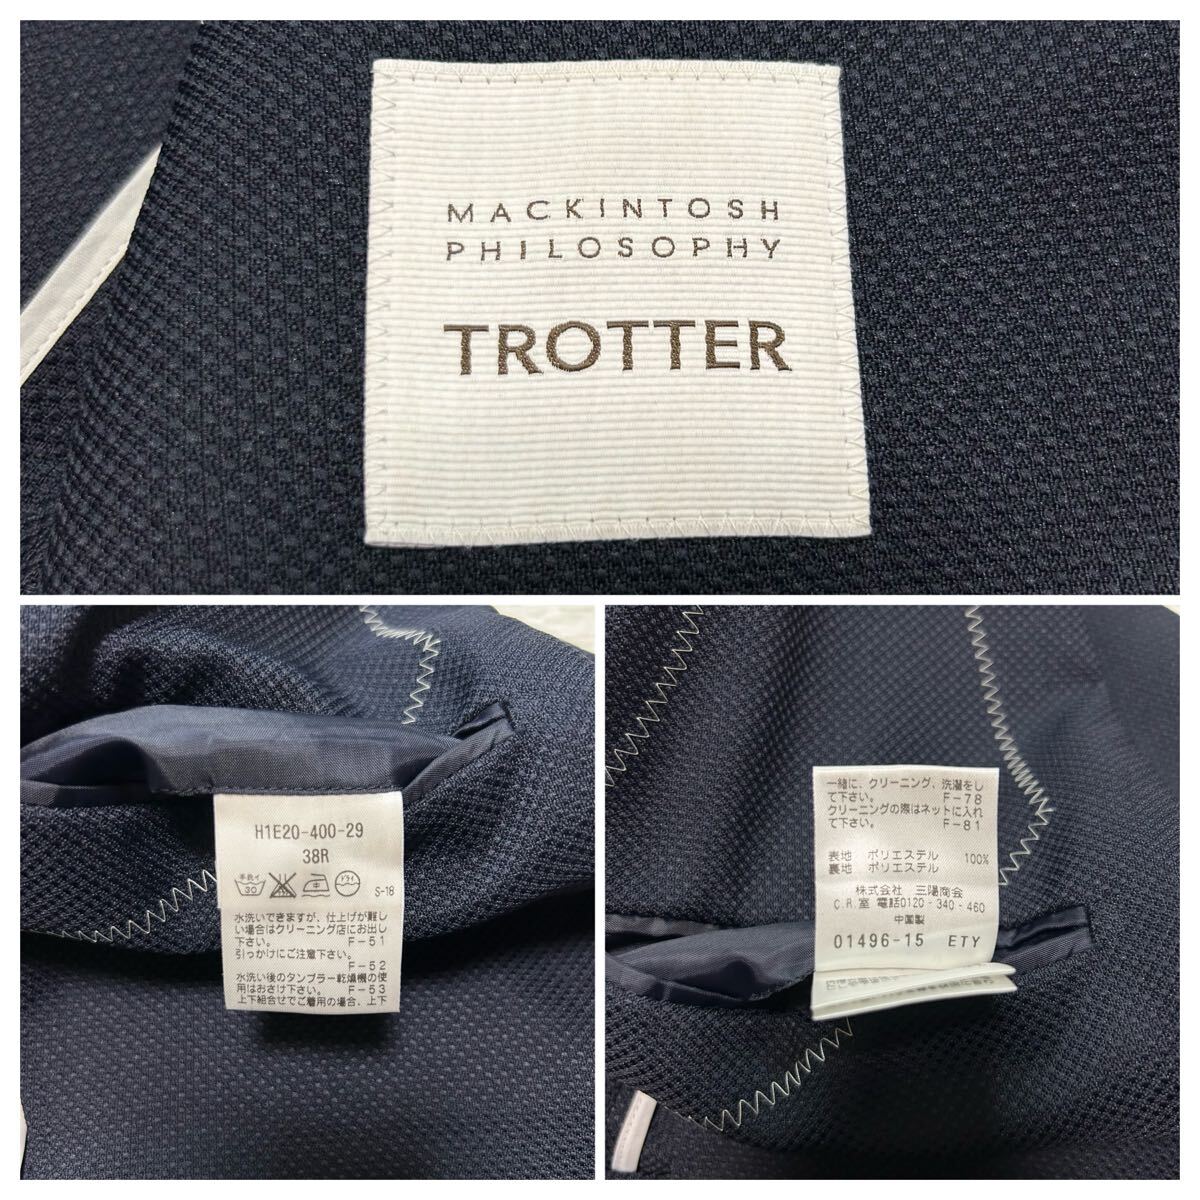 MACKINTOSH
PHILOSOPHY
TROTTER
H1E20-400-29
38R
手洗イ
30
中
ドライ
S-18
水洗いできますが、仕上げが難し
い場合はクリーニング店にお出し
下さい。 F-51
引っかけにご注意下さい。
F-52
水洗い後のタンブラー乾燥機の使
用はおさけ下さい。 F-53
上下組合せでご着用の場合、上下
一緒に、クリーニング、洗濯をし
て下さい。 F-78
クリーニングの際はネットに入れ
て下さい。 F-81
表地 ポリエステル 100%
裏地 ポリエステル
株式会社 三陽商会
C.R.室 電話0120-340-460
中国製
01496-15 ETY